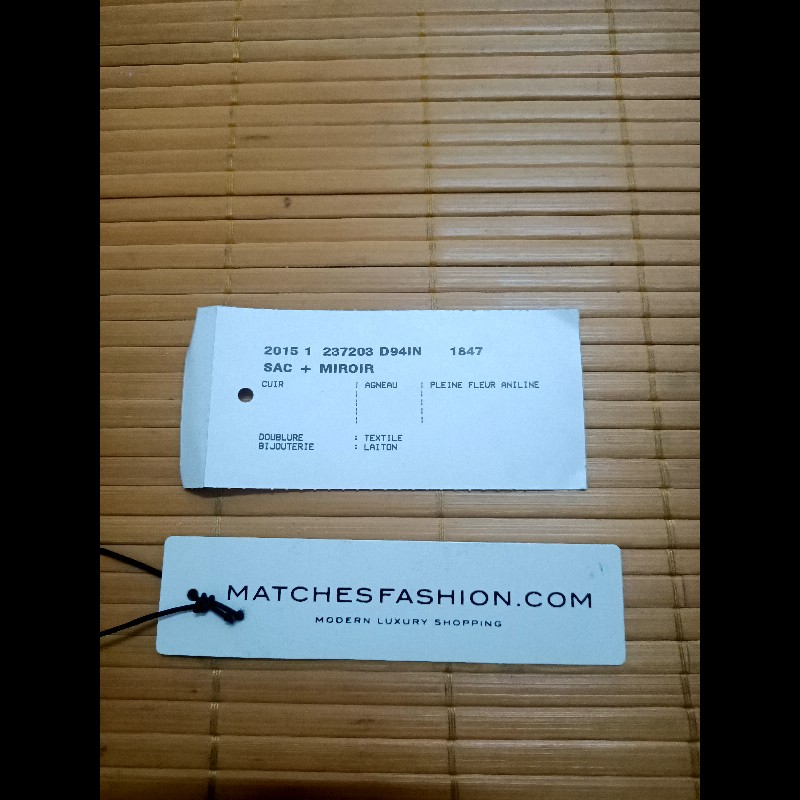 2015 1 237203 D94IN 1847
SAC + MIROIR
CUIR : AGNEAU : PLEINE FLEUR ANILINE
DOUBLURE : TEXTILE
BIJOUTERIE : LAITON
MATCHESFASHION.COM
MODERN LUXURY SHOPPING